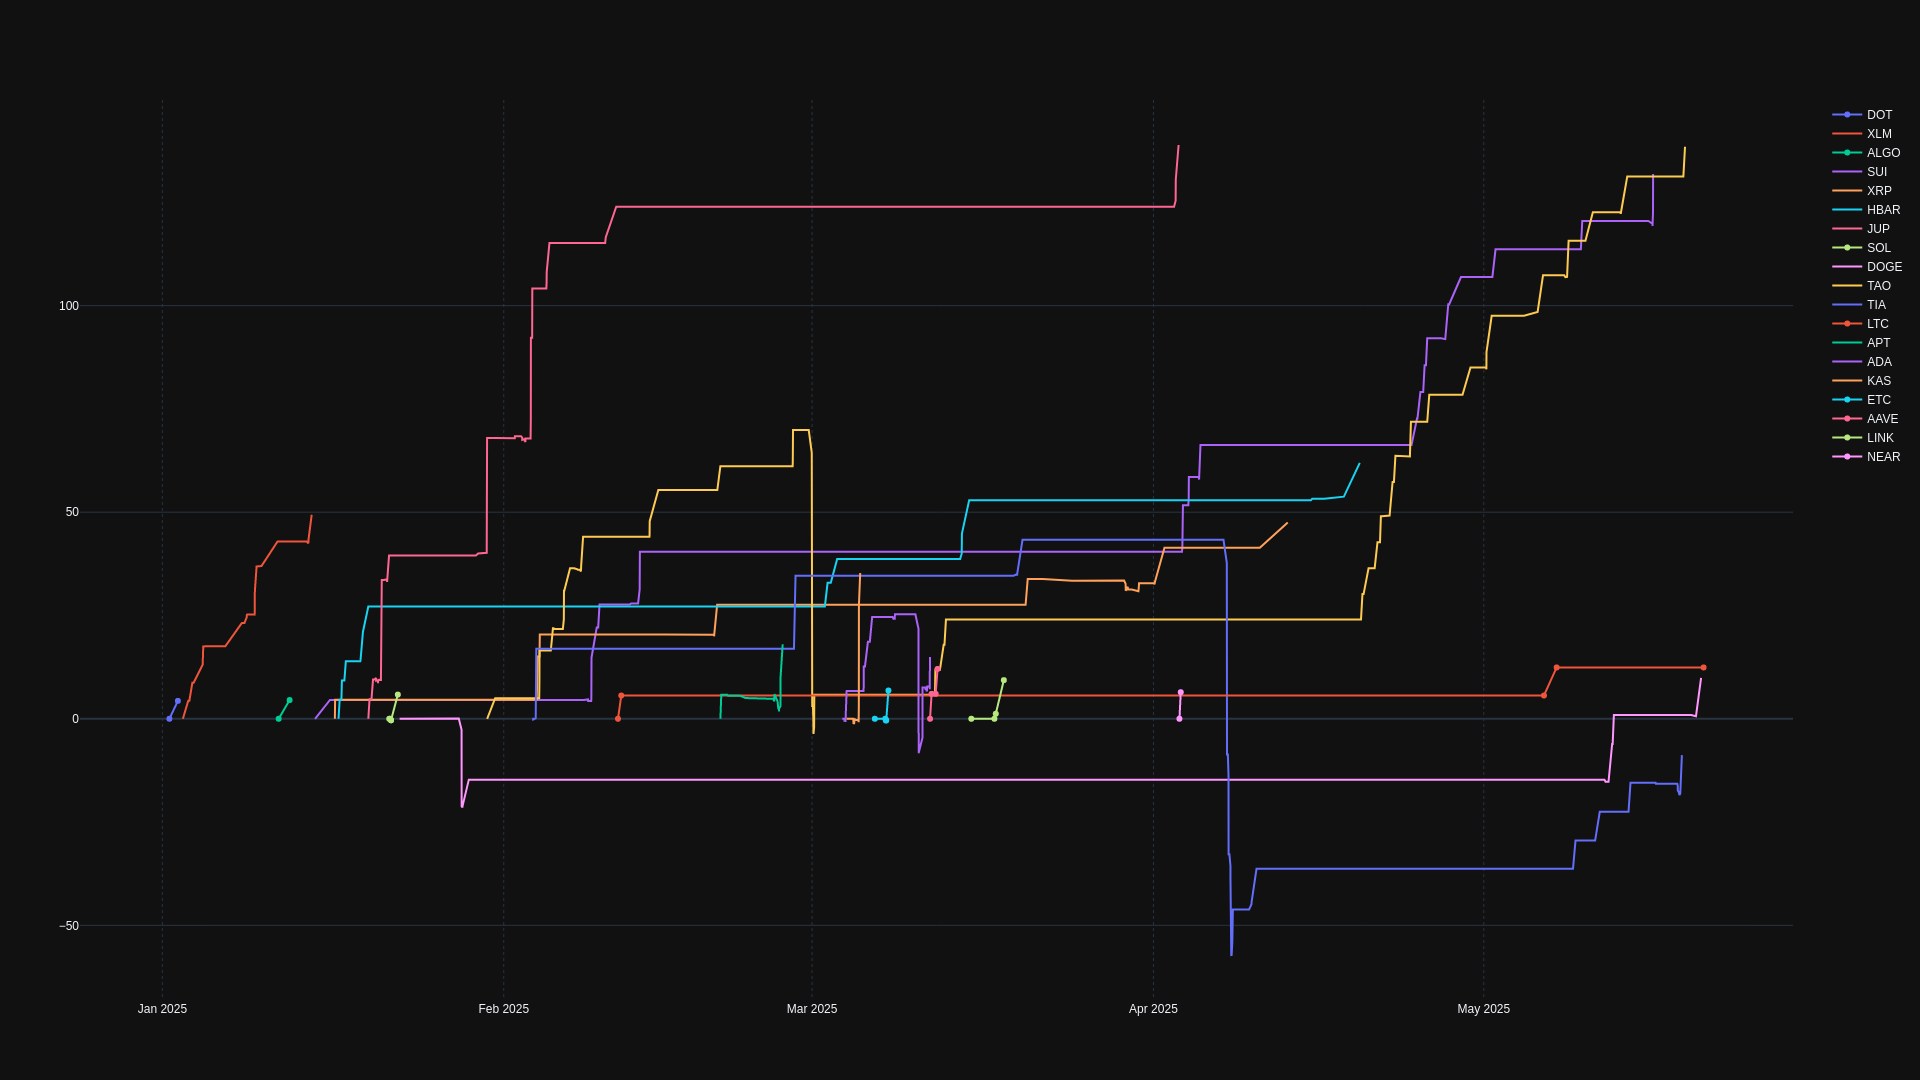 100
50
0
−50
Jan 2025
Feb 2025
Mar 2025
Apr 2025
May 2025
DOT
XLM
ALGO
SUI
XRP
HBAR
JUP
SOL
DOGE
TAO
TIA
LTC
APT
ADA
KAS
ETC
AAVE
LINK
NEAR